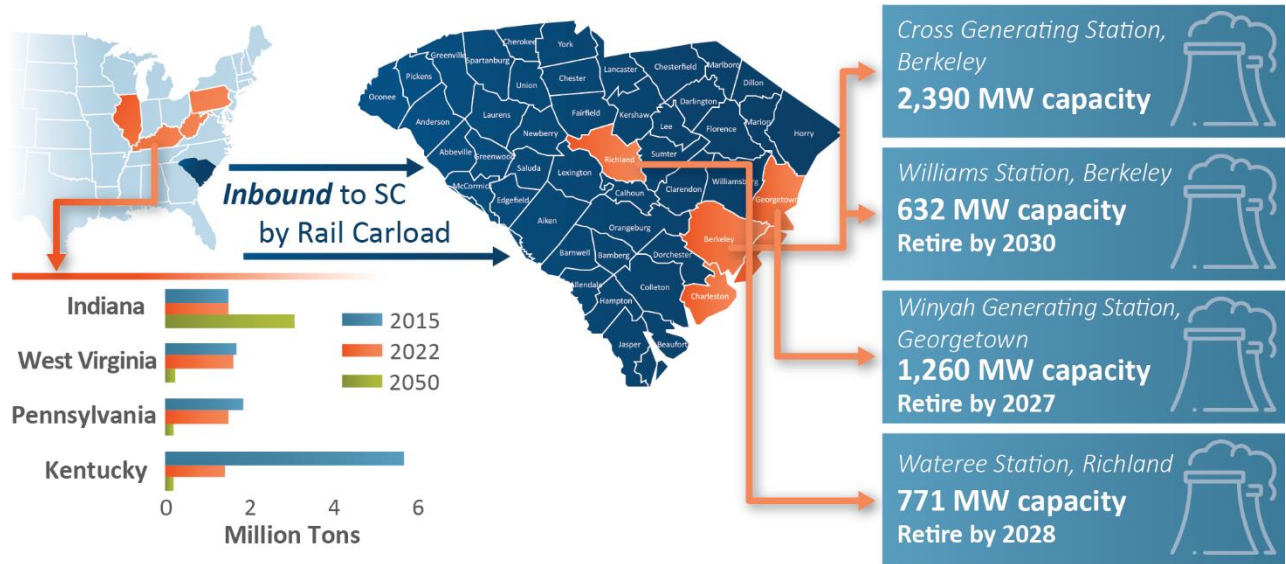 Inbound to SC
by Rail Carload
Indiana
West Virginia
Pennsylvania
Kentucky
0
2
4
6
Million Tons
2015
2022
2050
Oconee
Pickens
Greenville
Spartanburg
Cherokee
York
Union
Chester
Lancaster
Chesterfield
Marlboro
Dillon
Anderson
Laurens
Newberry
Fairfield
Kershaw
Lee
Darlington
Florence
Marion
Horry
Abbeville
Greenwood
McCormick
Saluda
Edgefield
Lexington
Richland
Sumter
Calhoun
Clarendon
Williamsburg
Georgetown
Aiken
Orangeburg
Berkeley
Barnwell
Bamberg
Dorchester
Allendale
Colleton
Charleston
Hampton
Jasper
Beaufort
Cross Generating Station,
Berkeley
2,390 MW capacity
Williams Station, Berkeley
632 MW capacity
Retire by 2030
Winyah Generating Station,
Georgetown
1,260 MW capacity
Retire by 2027
Wateree Station, Richland
771 MW capacity
Retire by 2028